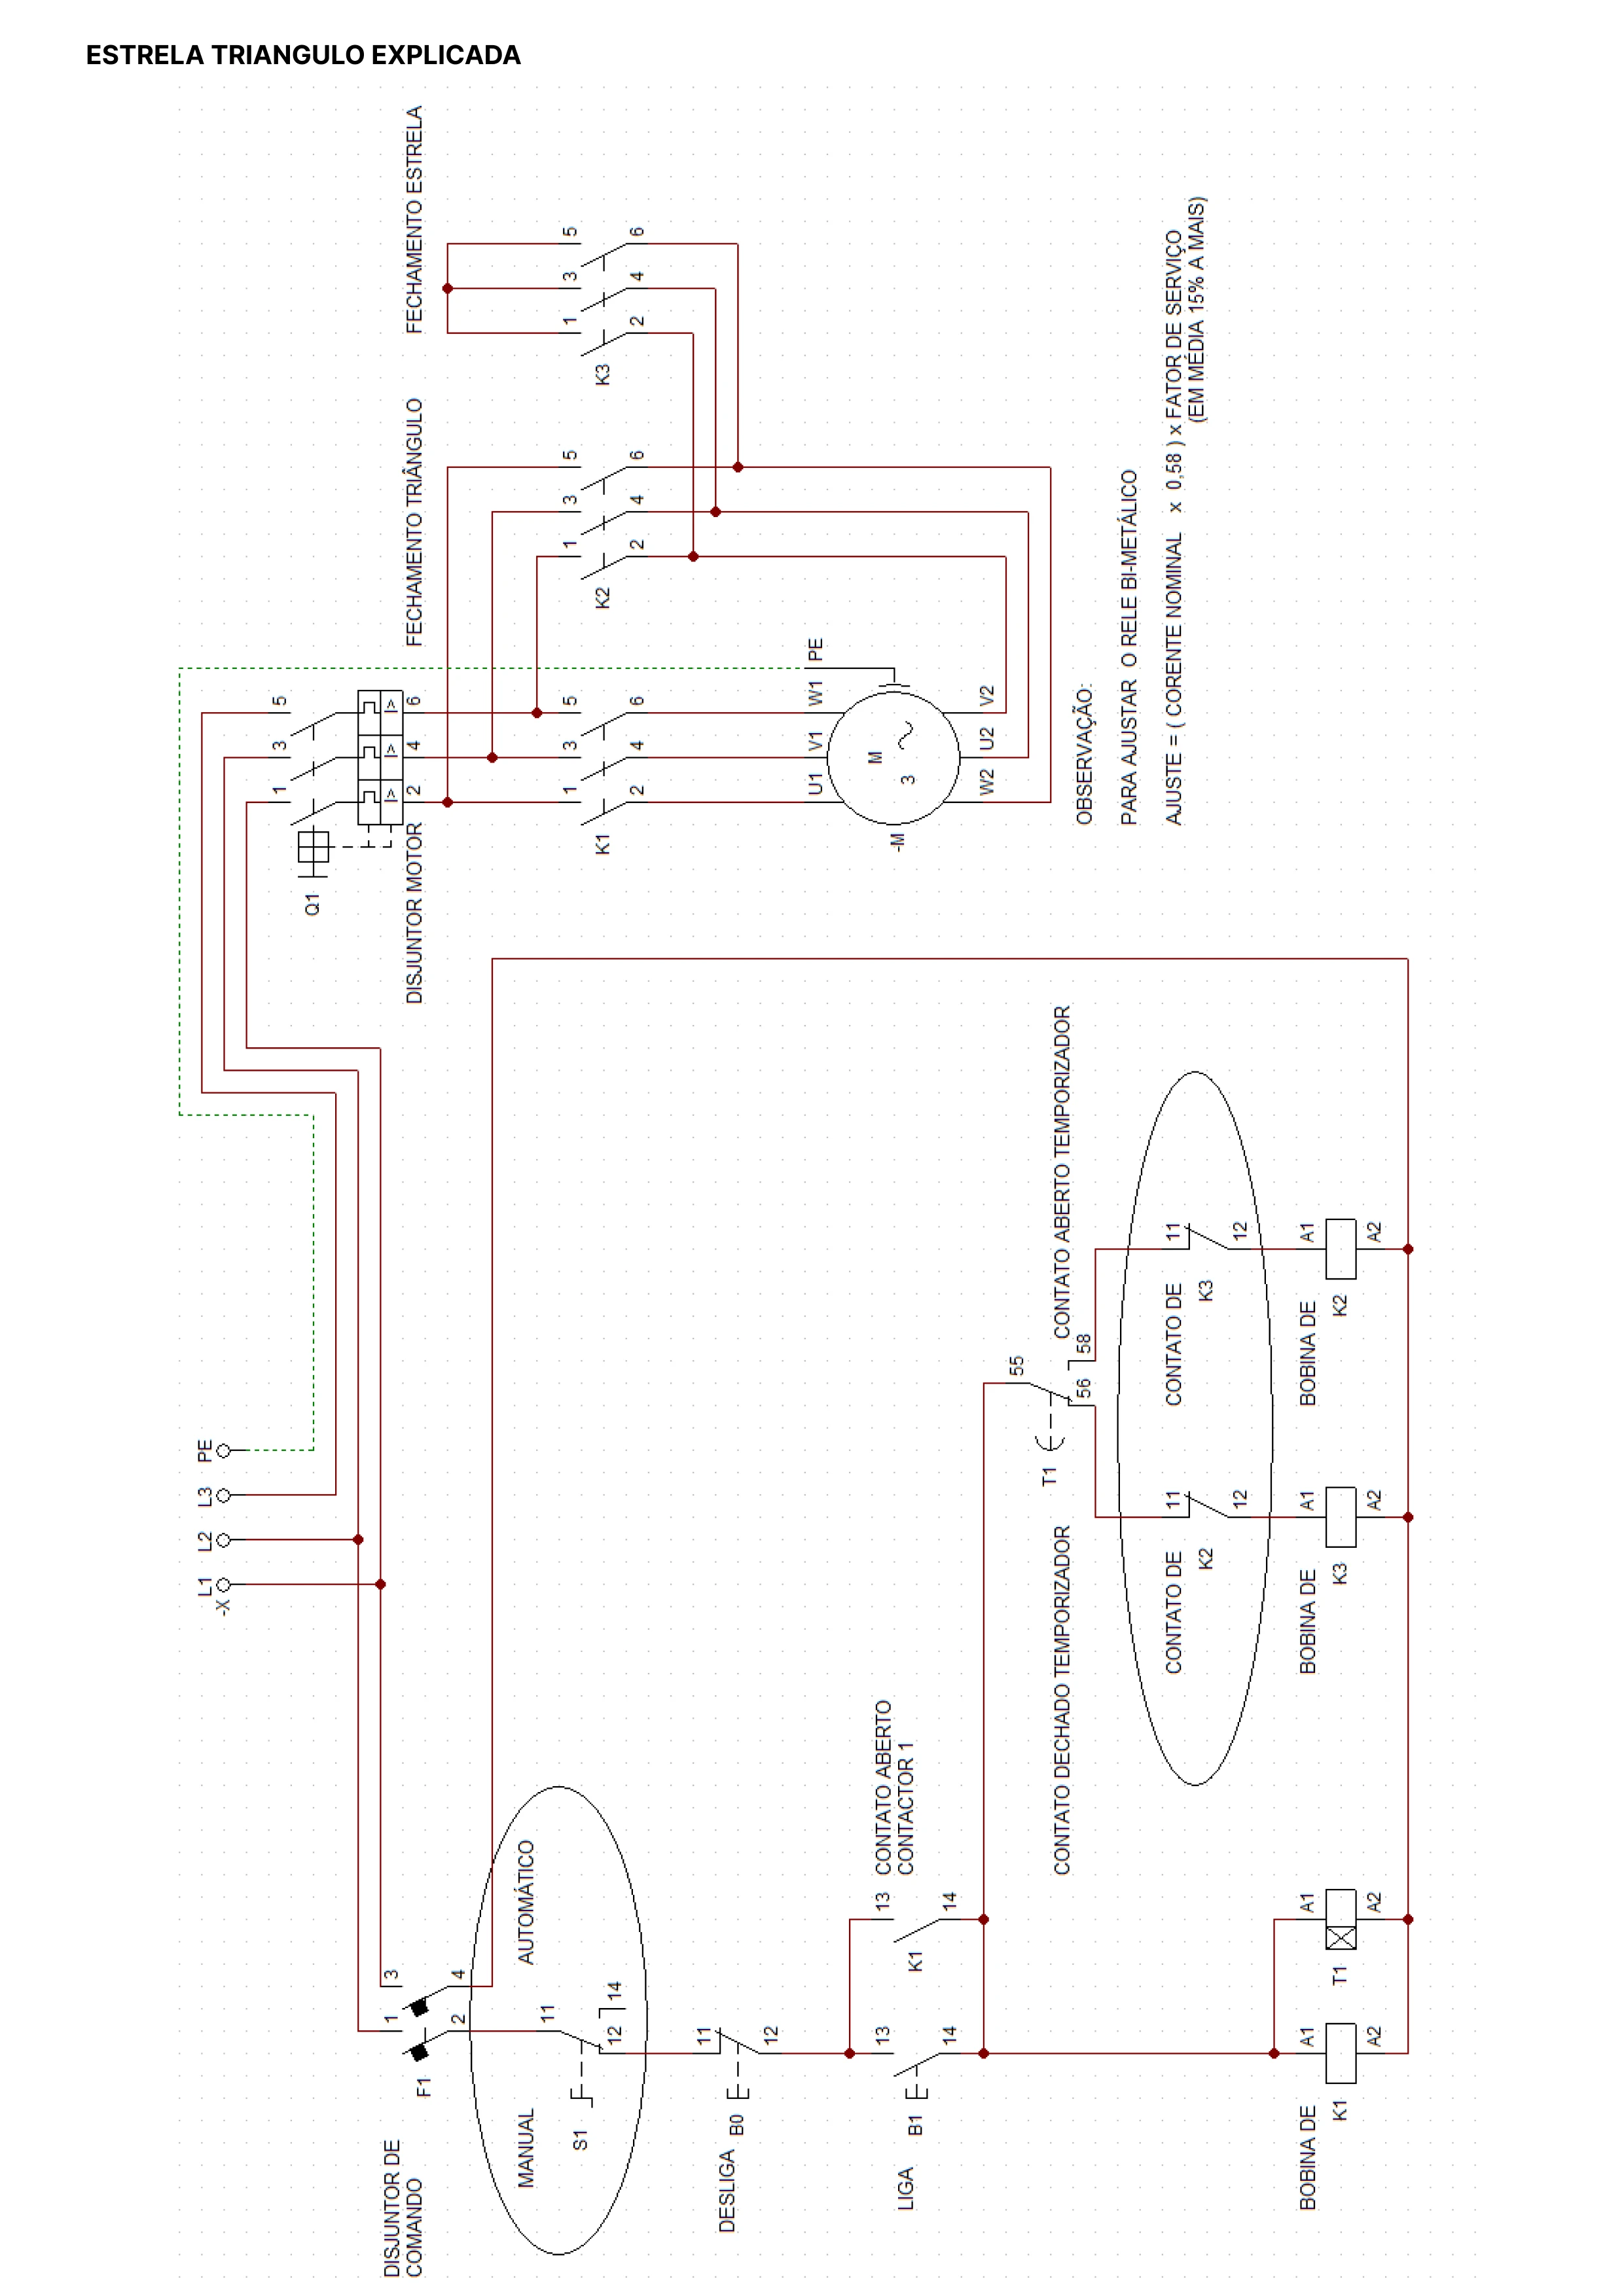 ESTRELA TRIANGULO EXPLICADA
L1 L2 L3 PE
-X
1 3 5
Q1
I> I> I>
2 4 6
DISJUNTOR MOTOR
FECHAMENTO TRIÂNGULO
FECHAMENTO ESTRELA
1 3 5
K1
2 4 6
1 3 5
K2
2 4 6
1 3 5
K3
2 4 6
U1 V1 W1 PE
M
3
-M
W2 U2 V2
OBSERVAÇÃO:
PARA AJUSTAR O RELE BI-METÁLICO
AJUSTE = ( CORENTE NOMINAL x 0,58 ) x FATOR DE SERVIÇO
(EM MÉDIA 15% A MAIS)
DISJUNTOR DE
COMANDO
1 3
F1
2 4
MANUAL
AUTOMÁTICO
11
S1
12 14
11
DESLIGA B0
12
13
LIGA B1
14
CONTATO ABERTO
CONTACTOR 1
13
K1
14
55
T1
56 58
CONTATO DECHADO TEMPORIZADOR
CONTATO ABERTO TEMPORIZADOR
CONTATO DE
11
K2
12
CONTATO DE
11
K3
12
BOBINA DE
A1
K1
A2
A1
T1
A2
BOBINA DE
A1
K3
A2
BOBINA DE
A1
K2
A2